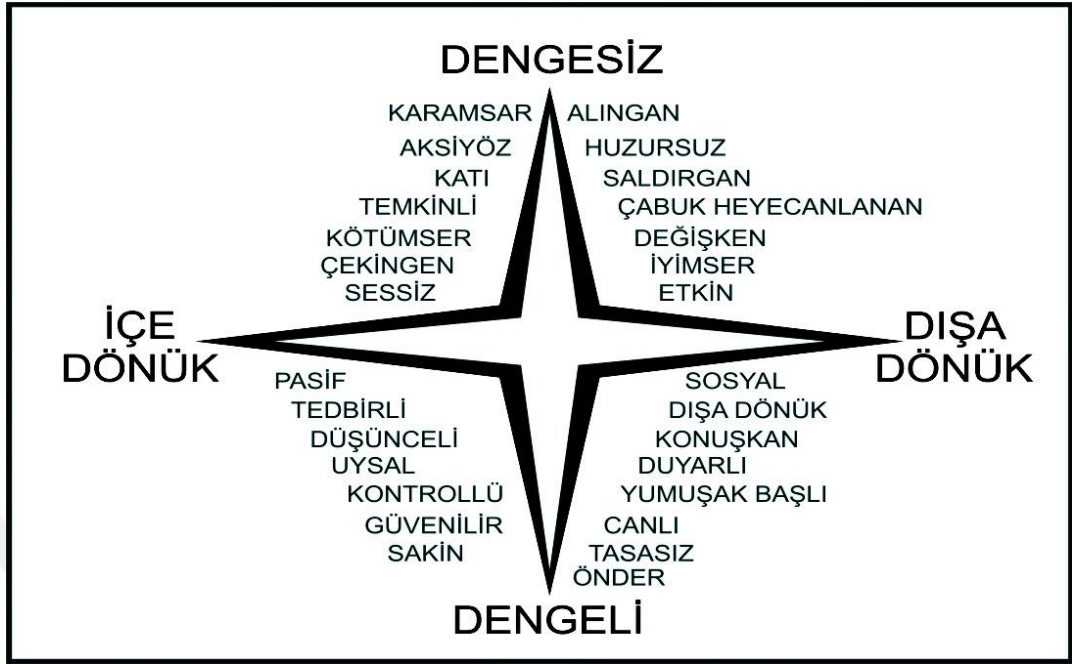 DENGESİZ
KARAMSAR ALINGAN
AKSİYÖZ HUZURSUZ
KATI SALDIRGAN
TEMKİNLİ ÇABUK HEYECANLANAN
KÖTÜMSER DEĞİŞKEN
ÇEKİNGEN İYİMSER
SESSİZ ETKİN
İÇE DÖNÜK
DIŞA DÖNÜK
PASİF SOSYAL
TEDBİRLİ DIŞA DÖNÜK
DÜŞÜNCELİ KONUŞKAN
UYSAL DUYARLI
KONTROLLÜ YUMUŞAK BAŞLI
GÜVENİLİR CANLI
SAKİN TASASIZ
ÖNDER
DENGELİ